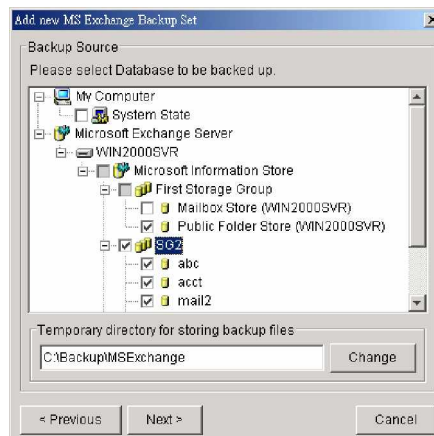 Add new MS Exchange Backup Set
Backup Source
Please select Database to be backed up.
My Computer
System State
Microsoft Exchange Server
WIN2000SVR
Microsoft Information Store
First Storage Group
Mailbox Store (WIN2000SVR)
Public Folder Store (WIN2000SVR)
SG2
abc
acct
mail2
Temporary directory for storing backup files
C:\Backup\MSExchange
Change
< Previous
Next >
Cancel